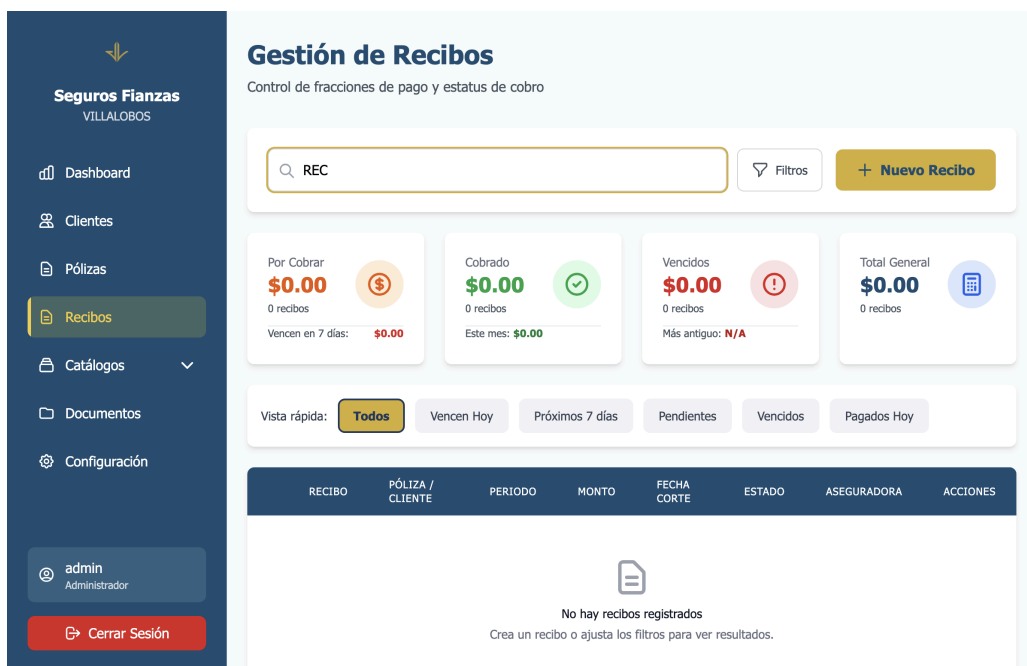 Seguros Fianzas
VILLALOBOS
Dashboard
Clientes
Pólizas
Recibos
Catálogos
Documentos
Configuración
admin
Administrador
Cerrar Sesión
Gestión de Recibos
Control de fracciones de pago y estatus de cobro
REC
Filtros
+ Nuevo Recibo
Por Cobrar
$0.00
0 recibos
Vencen en 7 días: $0.00
Cobrado
$0.00
0 recibos
Este mes: $0.00
Vencidos
$0.00
0 recibos
Más antiguo: N/A
Total General
$0.00
0 recibos
Vista rápida: Todos Vencen Hoy Próximos 7 días Pendientes Vencidos Pagados Hoy
RECIBO
PÓLIZA /
CLIENTE
PERIODO
MONTO
FECHA
CORTE
ESTADO
ASEGURADORA
ACCIONES
No hay recibos registrados
Crea un recibo o ajusta los filtros para ver resultados.